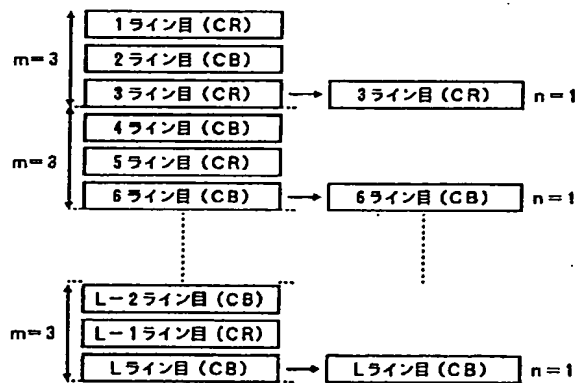 1ライン目(CR)
m=3
2ライン目(CB)
3ライン目(CR)
3ライン目(CR)
n=1
4ライン目(CB)
m=3
5ライン目(CR)
6ライン目(CB)
6ライン目(CB)
n=1
L-2ライン目(CB)
m=3
L-1ライン目(CR)
Lライン目(CB)
Lライン目(CB)
n=1